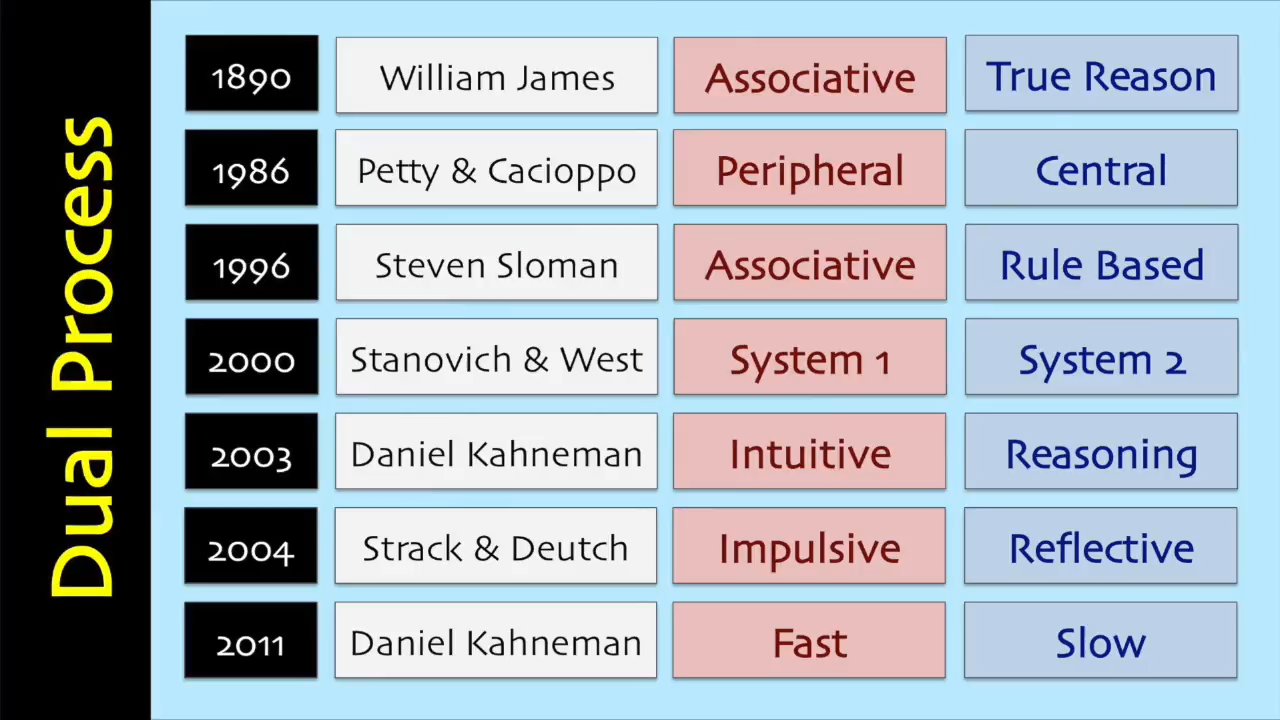 Dual Process
1890 William James Associative True Reason
1986 Petty & Cacioppo Peripheral Central
1996 Steven Sloman Associative Rule Based
2000 Stanovich & West System 1 System 2
2003 Daniel Kahneman Intuitive Reasoning
2004 Strack & Deutch Impulsive Reflective
2011 Daniel Kahneman Fast Slow